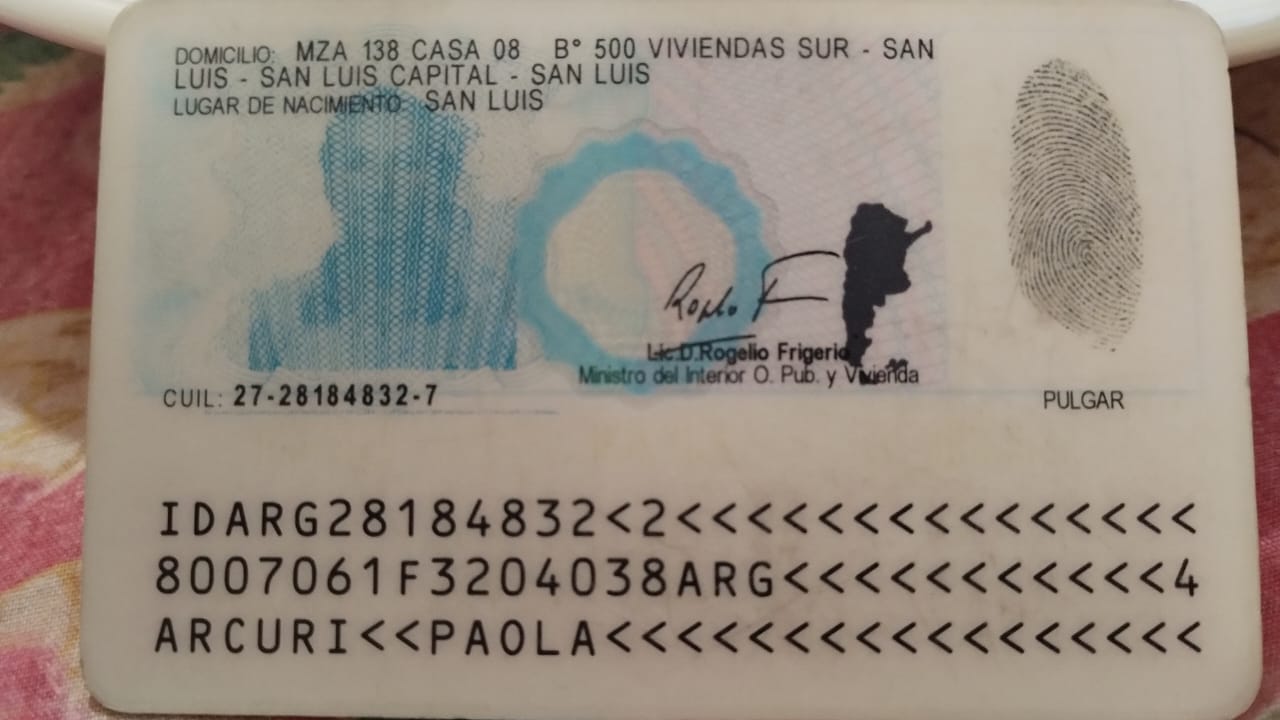 DOMICILIO: MZA 138 CASA 08 B° 500 VIVIENDAS SUR - SAN
LUIS - SAN LUIS CAPITAL - SAN LUIS
LUGAR DE NACIMIENTO: SAN LUIS
Lic.D.Rogelio Frigerio
Ministro del Interior O. Pub. y Vivienda
CUIL: 27-28184832-7
PULGAR
IDARG28184832<2<<<<<<<<<<<<<<<
8007061F3204038ARG<<<<<<<<<<<4
ARCURI<<PAOLA<<<<<<<<<<<<<<<<<